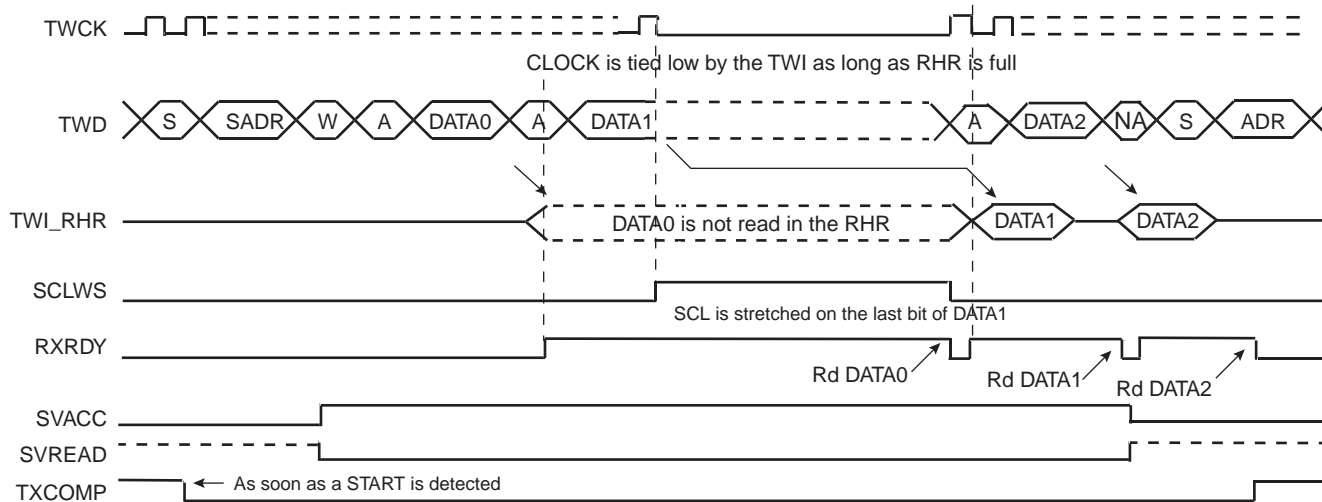 TWCK
CLOCK is tied low by the TWI as long as RHR is full
TWD S SADR W A DATA0 A DATA1 A DATA2 NA S ADR
TWI_RHR DATA0 is not read in the RHR DATA1 DATA2
SCLWS
SCL is stretched on the last bit of DATA1
RXRDY
Rd DATA0 Rd DATA1 Rd DATA2
SVACC
SVREAD
TXCOMP As soon as a START is detected